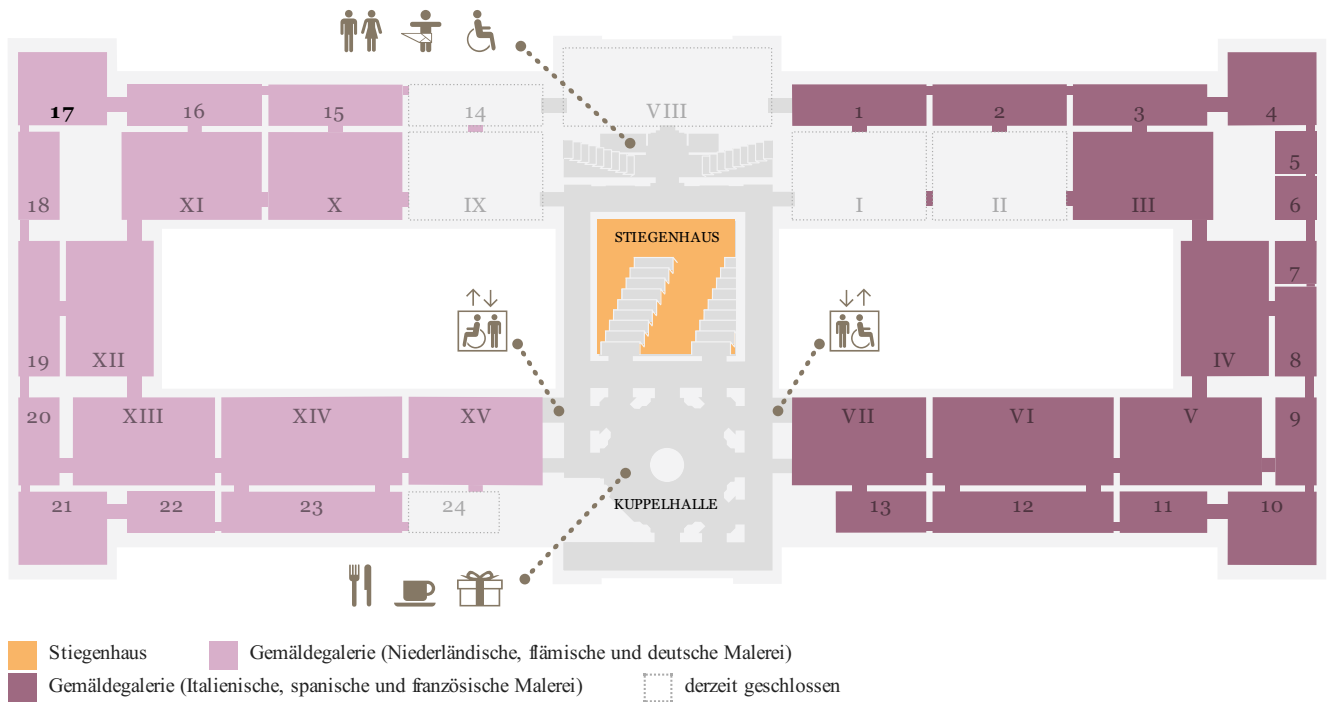 17
16
15
14
VIII
1
2
3
4
5
18
XI
X
IX
I
II
III
6
STIEGENHAUS
7
19
XII
IV
8
20
XIII
XIV
XV
VII
VI
V
9
21
22
23
24
KUPPELHALLE
13
12
11
10
Stiegenhaus
Gemäldegalerie (Niederländische, flämische und deutsche Malerei)
Gemäldegalerie (Italienische, spanische und französische Malerei)
derzeit geschlossen